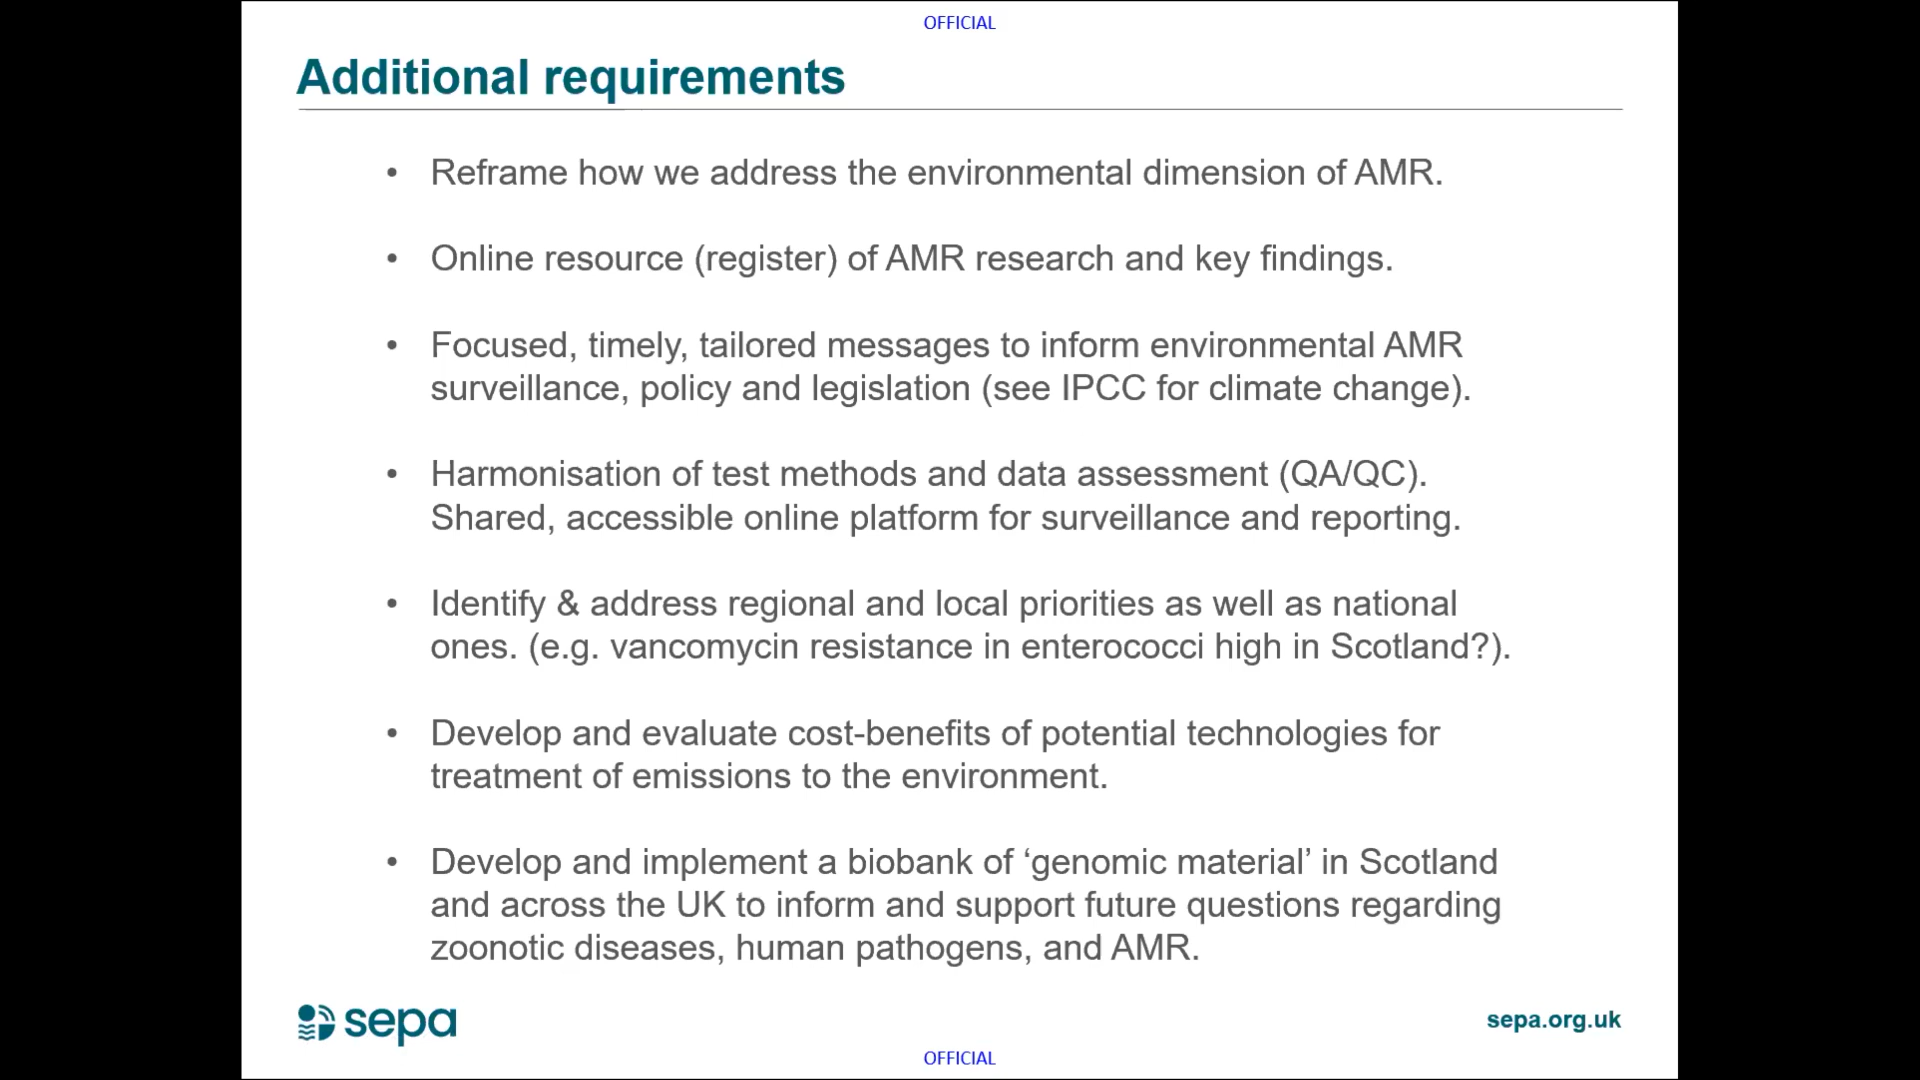 OFFICIAL
Additional requirements
• Reframe how we address the environmental dimension of AMR.
• Online resource (register) of AMR research and key findings.
• Focused, timely, tailored messages to inform environmental AMR
surveillance, policy and legislation (see IPCC for climate change).
• Harmonisation of test methods and data assessment (QA/QC).
Shared, accessible online platform for surveillance and reporting.
• Identify & address regional and local priorities as well as national
ones. (e.g. vancomycin resistance in enterococci high in Scotland?).
• Develop and evaluate cost-benefits of potential technologies for
treatment of emissions to the environment.
• Develop and implement a biobank of ‘genomic material’ in Scotland
and across the UK to inform and support future questions regarding
zoonotic diseases, human pathogens, and AMR.
sepa
sepa.org.uk
OFFICIAL